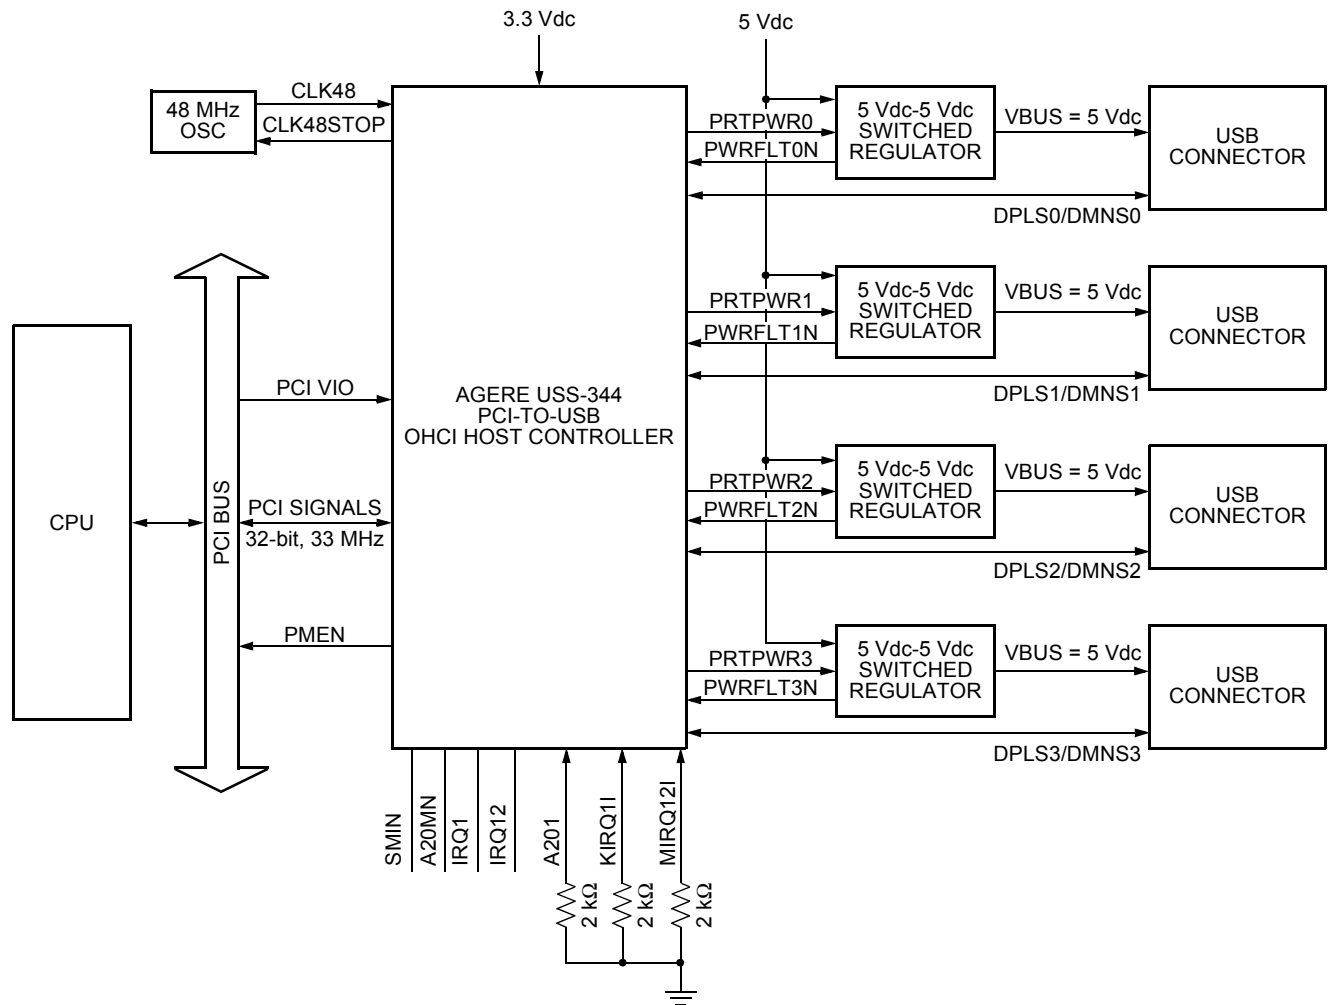 3.3 Vdc
5 Vdc
48 MHz
OSC
CLK48
CLK48STOP
PRTPWR0
PWRFLT0N
5 Vdc-5 Vdc
SWITCHED
REGULATOR
VBUS = 5 Vdc
USB
CONNECTOR
DPLS0/DMNS0
PRTPWR1
PWRFLT1N
5 Vdc-5 Vdc
SWITCHED
REGULATOR
VBUS = 5 Vdc
USB
CONNECTOR
DPLS1/DMNS1
CPU
PCI BUS
PCI VIO
PCI SIGNALS
32-bit, 33 MHz
PMEN
AGERE USS-344
PCI-TO-USB
OHCI HOST CONTROLLER
PRTPWR2
PWRFLT2N
5 Vdc-5 Vdc
SWITCHED
REGULATOR
VBUS = 5 Vdc
USB
CONNECTOR
DPLS2/DMNS2
PRTPWR3
PWRFLT3N
5 Vdc-5 Vdc
SWITCHED
REGULATOR
VBUS = 5 Vdc
USB
CONNECTOR
DPLS3/DMNS3
SMIN
A20MN
IRQ1
IRQ12
A201
KIRQ1I
MIRQ12I
2 kΩ
2 kΩ
2 kΩ